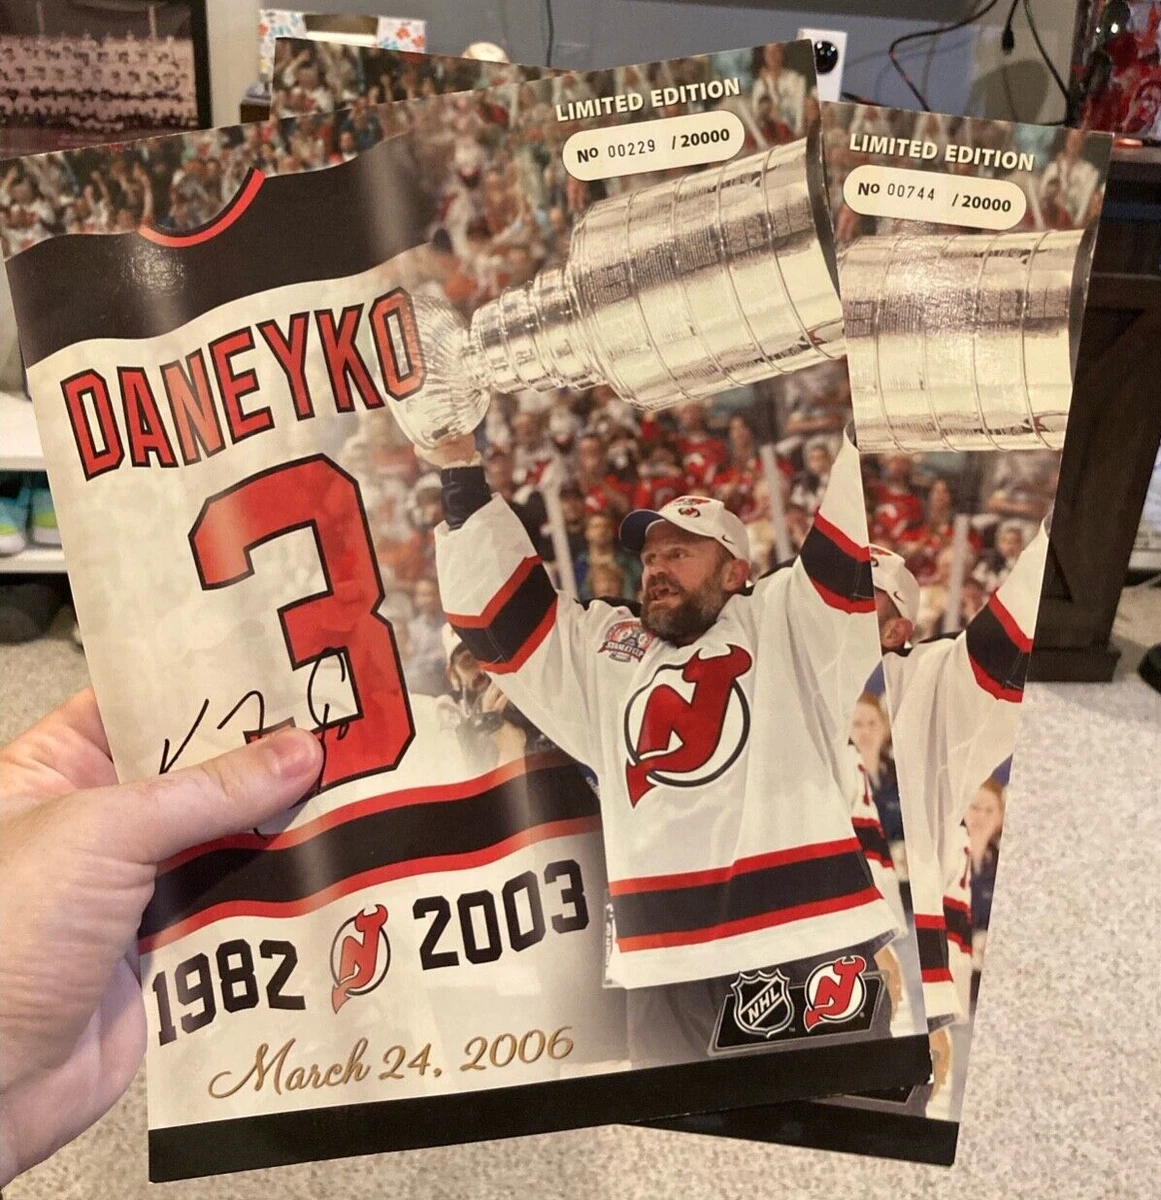 LIMITED EDITION
No 00229 / 20000
LIMITED EDITION
No 00744 / 20000
DANEYKO
3
1982 2003
NHL
March 24, 2006